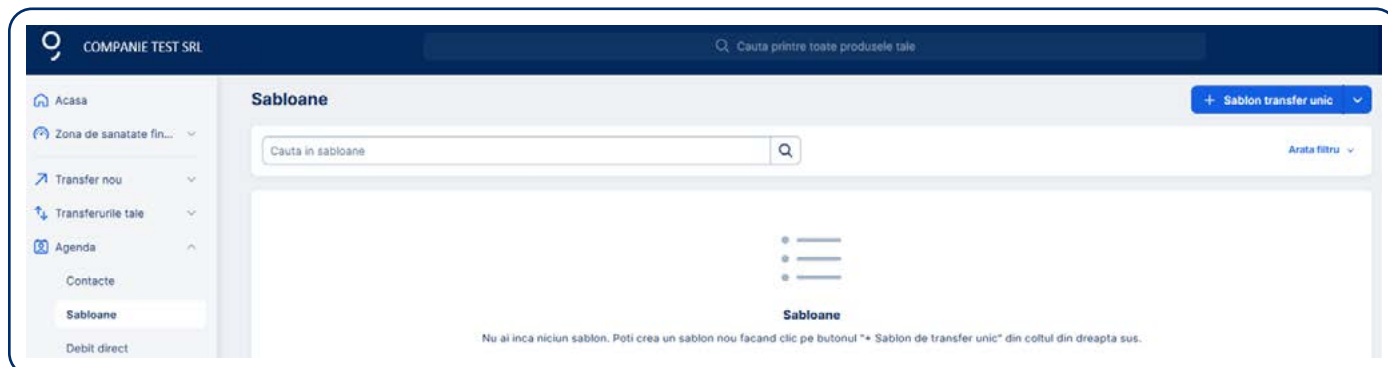 COMPANIE TEST SRL
Cauta printre toate produsele tale
Acasa
Zona de sanatate fin...
Transfer nou
Transferurile tale
Agenda
Contacte
Sabloane
Debit direct
Sabloane
+ Sablon transfer unic
Cauta in sabloane
Arata filtru
Sabloane
Nu ai inca niciun sablon. Poti crea un sablon nou facand clic pe butonul "+ Sablon de transfer unic" din coltul din dreapta sus.